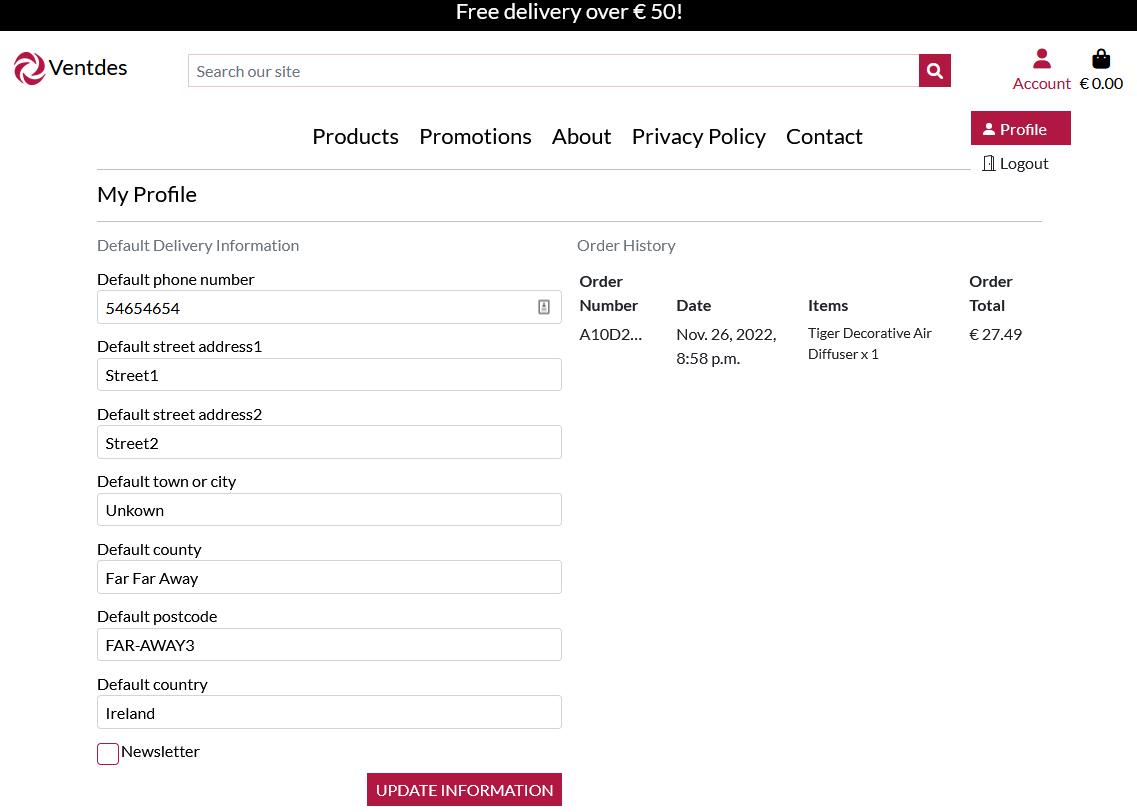 Free delivery over € 50!
Ventdes
Search our site
Account
€ 0.00
Products
Promotions
About
Privacy Policy
Contact
Profile
Logout
My Profile
Default Delivery Information
Default phone number
54654654
Default street address1
Street1
Default street address2
Street2
Default town or city
Unkown
Default county
Far Far Away
Default postcode
FAR-AWAY3
Default country
Ireland
Newsletter
UPDATE INFORMATION
Order History
Order
Number
Date
Items
Order
Total
A10D2...
Nov. 26, 2022,
8:58 p.m.
Tiger Decorative Air
Diffuser x 1
€ 27.49